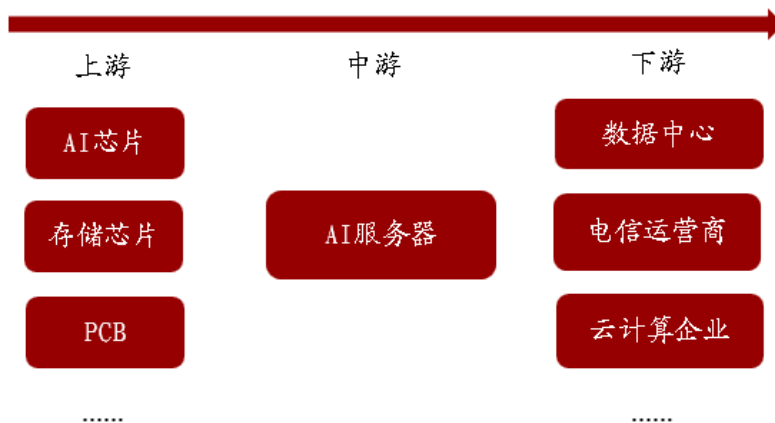 上游
中游
下游
AI芯片
存储芯片
PCB
......
AI服务器
数据中心
电信运营商
云计算企业
......